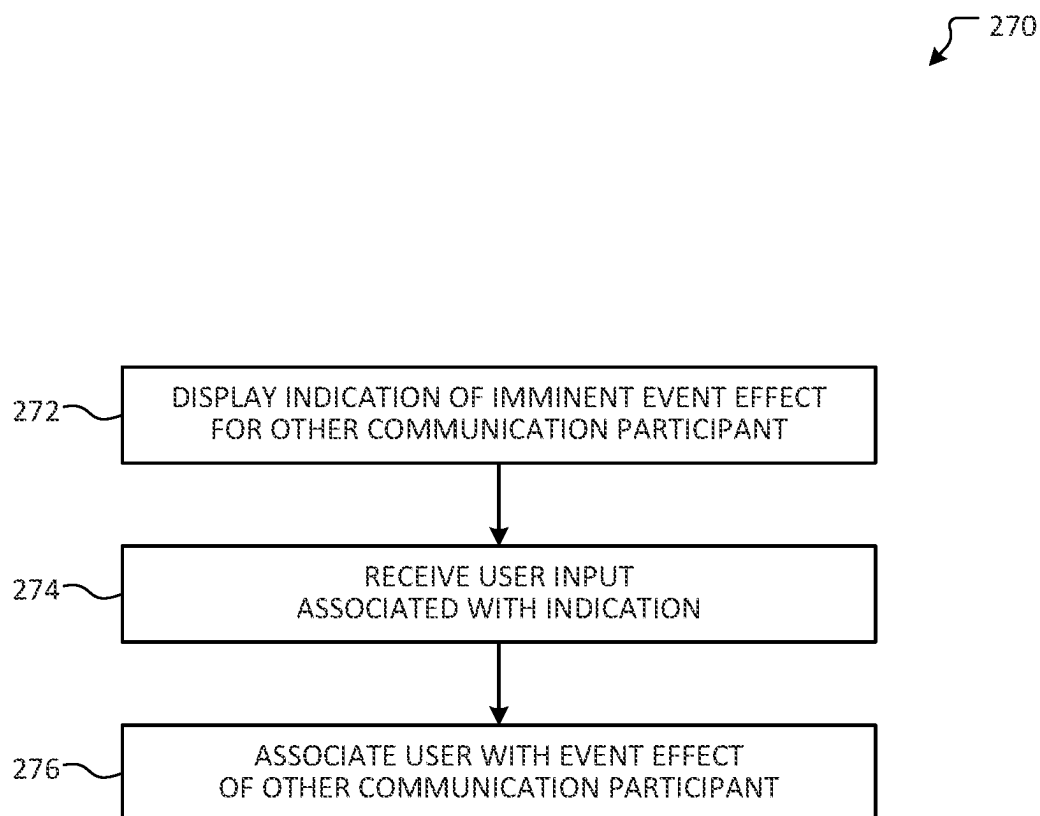 270
272
DISPLAY INDICATION OF IMMINENT EVENT EFFECT
FOR OTHER COMMUNICATION PARTICIPANT
274
RECEIVE USER INPUT
ASSOCIATED WITH INDICATION
276
ASSOCIATE USER WITH EVENT EFFECT
OF OTHER COMMUNICATION PARTICIPANT